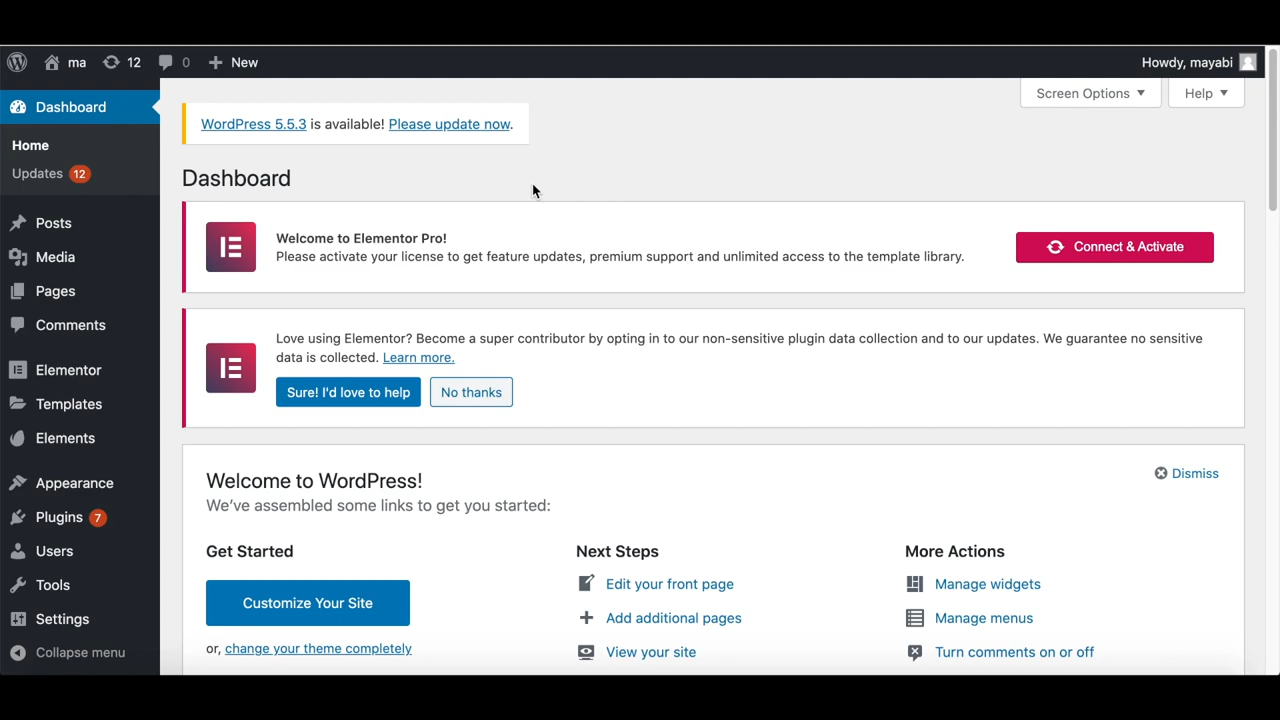 ma 12 0 New Howdy, mayabi
Screen Options Help
Dashboard
Home
Updates 12
Posts
Media
Pages
Comments
Elementor
Templates
Elements
Appearance
Plugins 7
Users
Tools
Settings
Collapse menu
WordPress 5.5.3 is available! Please update now.
Dashboard
Welcome to Elementor Pro!
Please activate your license to get feature updates, premium support and unlimited access to the template library.
Connect & Activate
Love using Elementor? Become a super contributor by opting in to our non-sensitive plugin data collection and to our updates. We guarantee no sensitive
data is collected. Learn more.
Sure! I'd love to help No thanks
Welcome to WordPress!
Dismiss
We've assembled some links to get you started:
Get Started
Customize Your Site
or, change your theme completely
Next Steps
Edit your front page
Add additional pages
View your site
More Actions
Manage widgets
Manage menus
Turn comments on or off